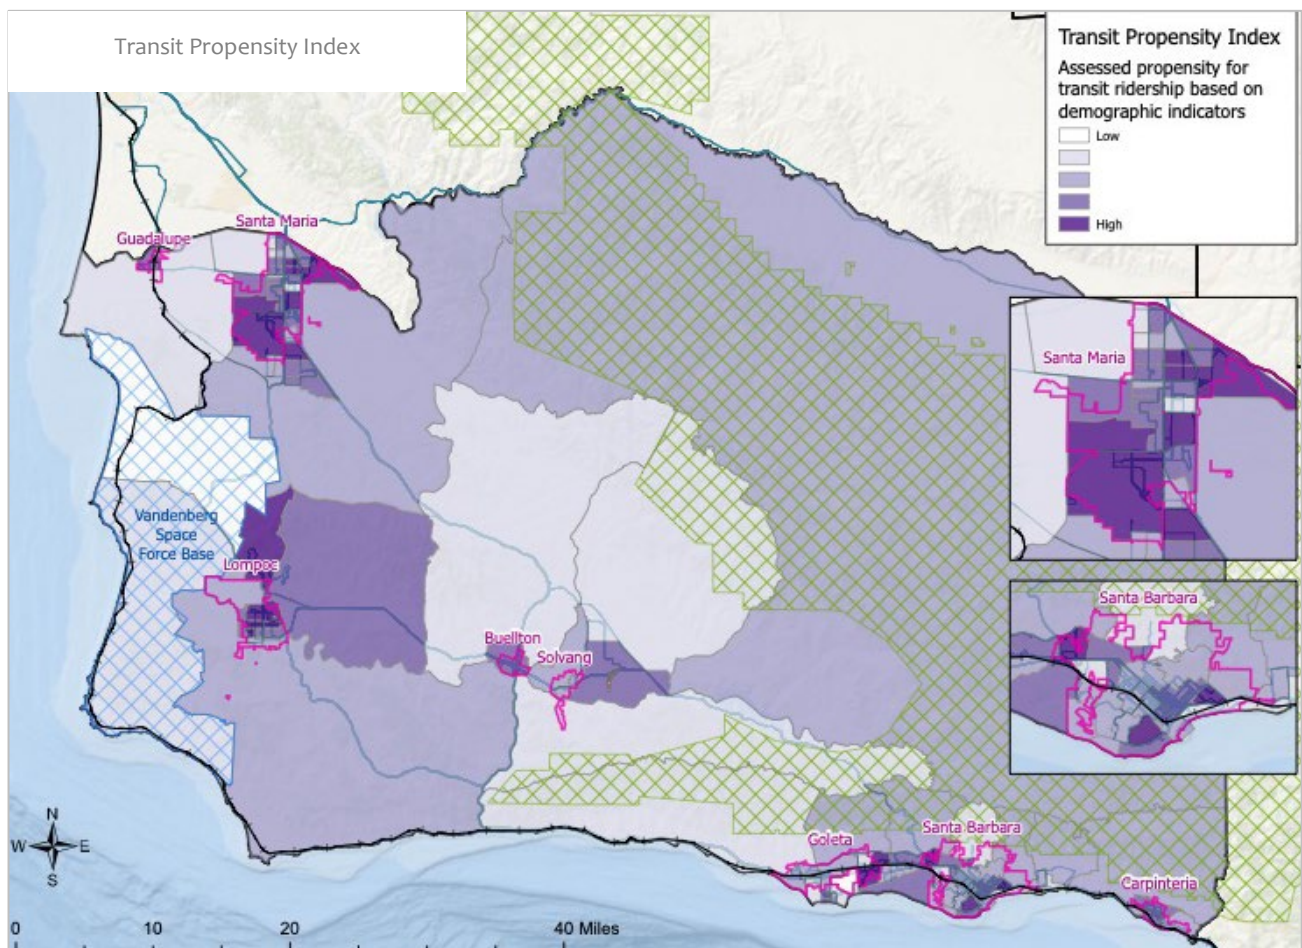 Transit Propensity Index
Transit Propensity Index
Assessed propensity for
transit ridership based on
demographic indicators
Low
High
Santa Maria
Guadalupe
Santa Maria
Vandenberg
Space
Force Base
Lompoc
Santa Barbara
Buellton
Solvang
Goleta
Santa Barbara
Carpinteria
N
W E
S
0 10 20 40 Miles